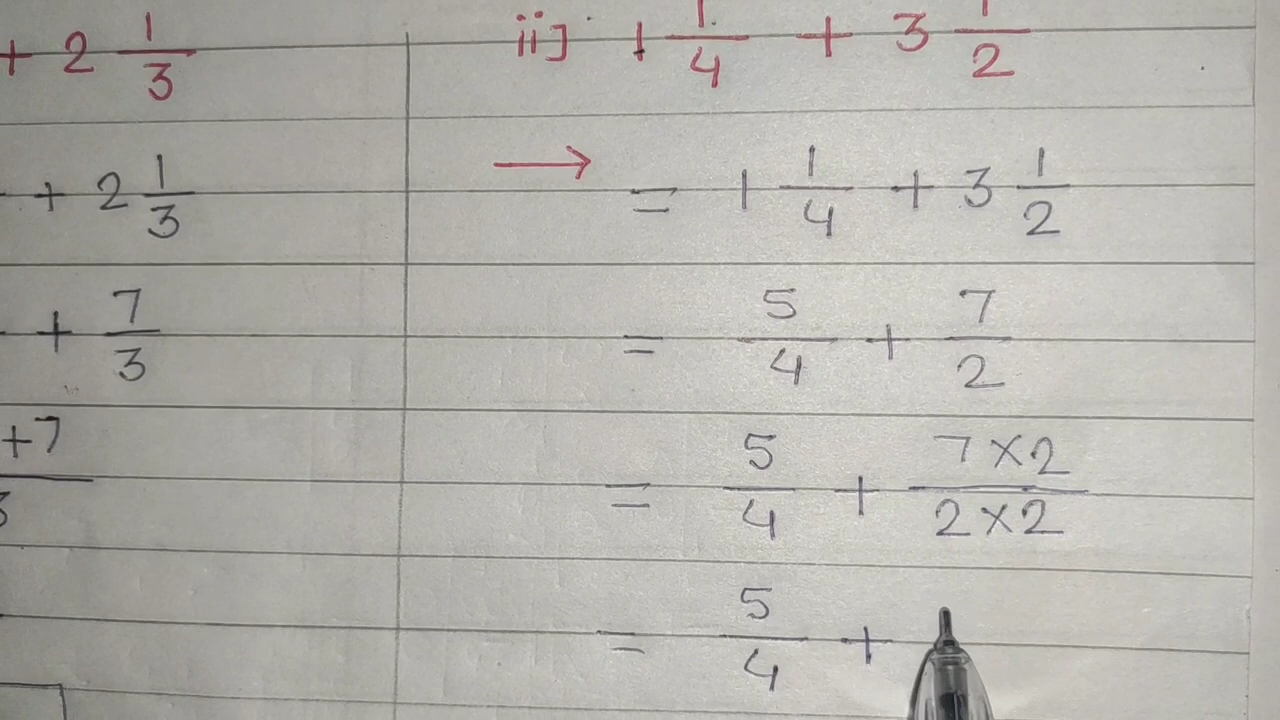 + 2 1/3
+ 2 1/3
+ 7/3
+7
3
ii] 1 1/4 + 3 1/2
→ = 1 1/4 + 3 1/2
= 5/4 + 7/2
= 5/4 + 7×2/2×2
= 5/4 +